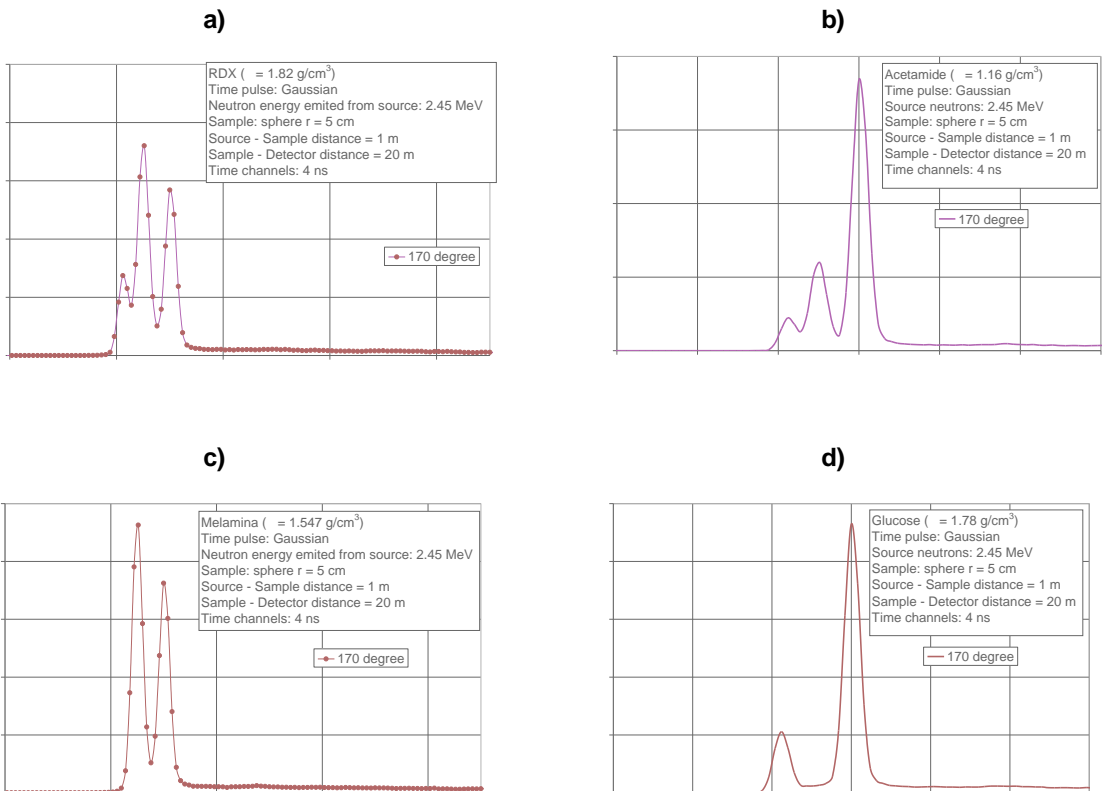 a)
RDX ( = 1.82 g/cm³)
Time pulse: Gaussian
Neutron energy emited from source: 2.45 MeV
Sample: sphere r = 5 cm
Source - Sample distance = 1 m
Sample - Detector distance = 20 m
Time channels: 4 ns
170 degree
b)
Acetamide ( = 1.16 g/cm³)
Time pulse: Gaussian
Source neutrons: 2.45 MeV
Sample: sphere r = 5 cm
Source - Sample distance = 1 m
Sample - Detector distance = 20 m
Time channels: 4 ns
170 degree
c)
Melamina ( = 1.547 g/cm³)
Time pulse: Gaussian
Neutron energy emited from source: 2.45 MeV
Sample: sphere r = 5 cm
Source - Sample distance = 1 m
Sample - Detector distance = 20 m
Time channels: 4 ns
170 degree
d)
Glucose ( = 1.78 g/cm³)
Time pulse: Gaussian
Source neutrons: 2.45 MeV
Sample: sphere r = 5 cm
Source - Sample distance = 1 m
Sample - Detector distance = 20 m
Time channels: 4 ns
170 degree